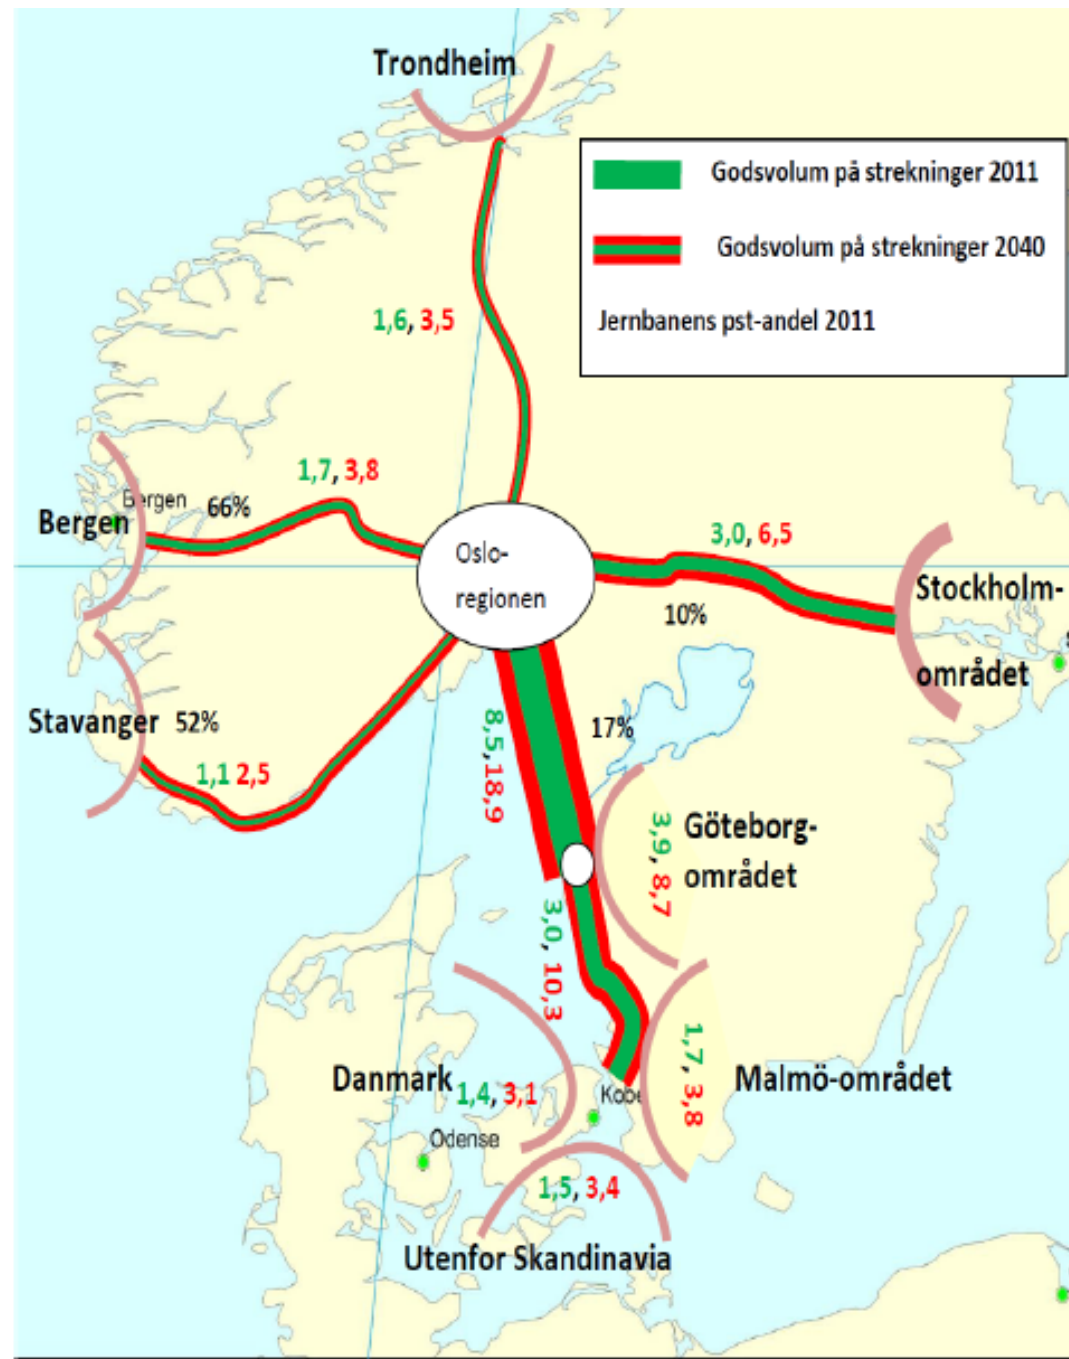 Trondheim
Godsvolum på strekninger 2011
Godsvolum på strekninger 2040
Jernbanens pst-andel 2011
1,6, 3,5
1,7, 3,8
Bergen
66%
Bergen
Oslo-
regionen
3,0, 6,5
10%
Stockholm-
området
Stavanger 52%
1,1 2,5
8,5,18,9
17%
3,9, 8,7
Göteborg-
området
3,0, 10,3
Danmark
1,4, 3,1
Kobe
1,7, 3,8
Malmö-området
Odense
1,5, 3,4
Utenfor Skandinavia